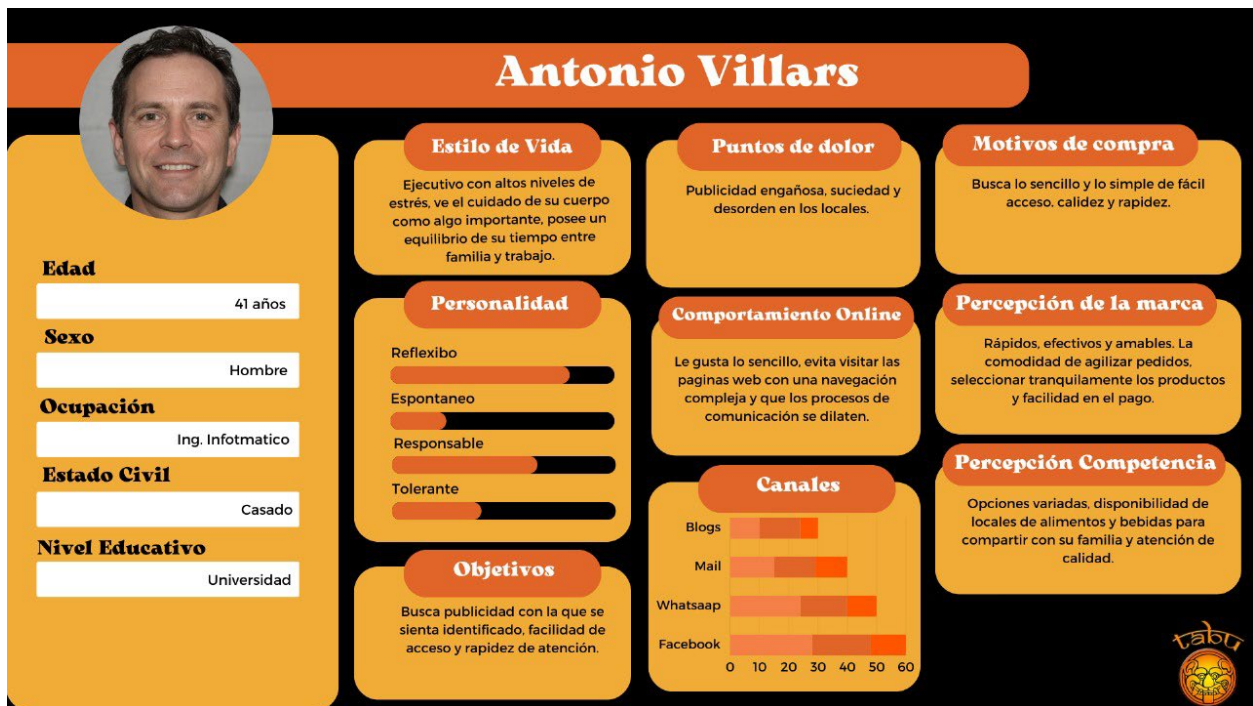 Antonio Villars
Edad
41 años
Sexo
Hombre
Ocupación
Ing. Infotmatico
Estado Civil
Casado
Nivel Educativo
Universidad
Estilo de Vida
Ejecutivo con altos niveles de
estrés, ve el cuidado de su cuerpo
como algo importante, posee un
equilibrio de su tiempo entre
familia y trabajo.
Personalidad
Reflexibo
Espontaneo
Responsable
Tolerante
Objetivos
Busca publicidad con la que se
sienta identificado, facilidad de
acceso y rapidez de atención.
Puntos de dolor
Publicidad engañosa, suciedad y
desorden en los locales.
Comportamiento Online
Le gusta lo sencillo, evita visitar las
paginas web con una navegación
compleja y que los procesos de
comunicación se dilaten.
Canales
Blogs
Mail
Whatsaap
Facebook
0 10 20 30 40 50 60
Motivos de compra
Busca lo sencillo y lo simple de fácil
acceso. calidez y rapidez.
Percepción de la marca
Rápidos, efectivos y amables. La
comodidad de agilizar pedidos,
seleccionar tranquilamente los productos
y facilidad en el pago.
Percepción Competencia
Opciones variadas, disponibilidad de
locales de alimentos y bebidas para
compartir con su familia y atención de
calidad.
tabu